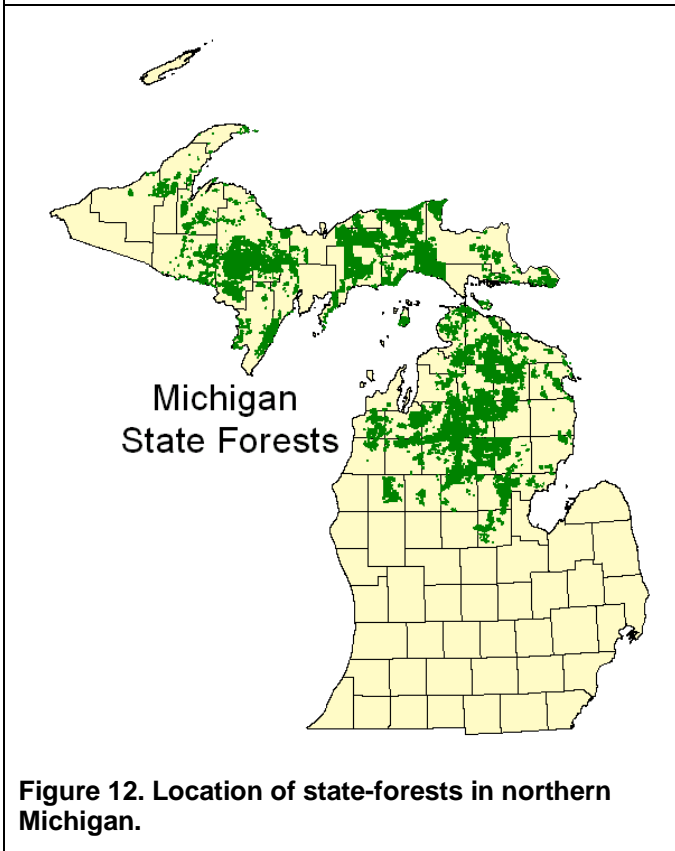 Michigan
State Forests
Figure 12. Location of state-forests in northern
Michigan.